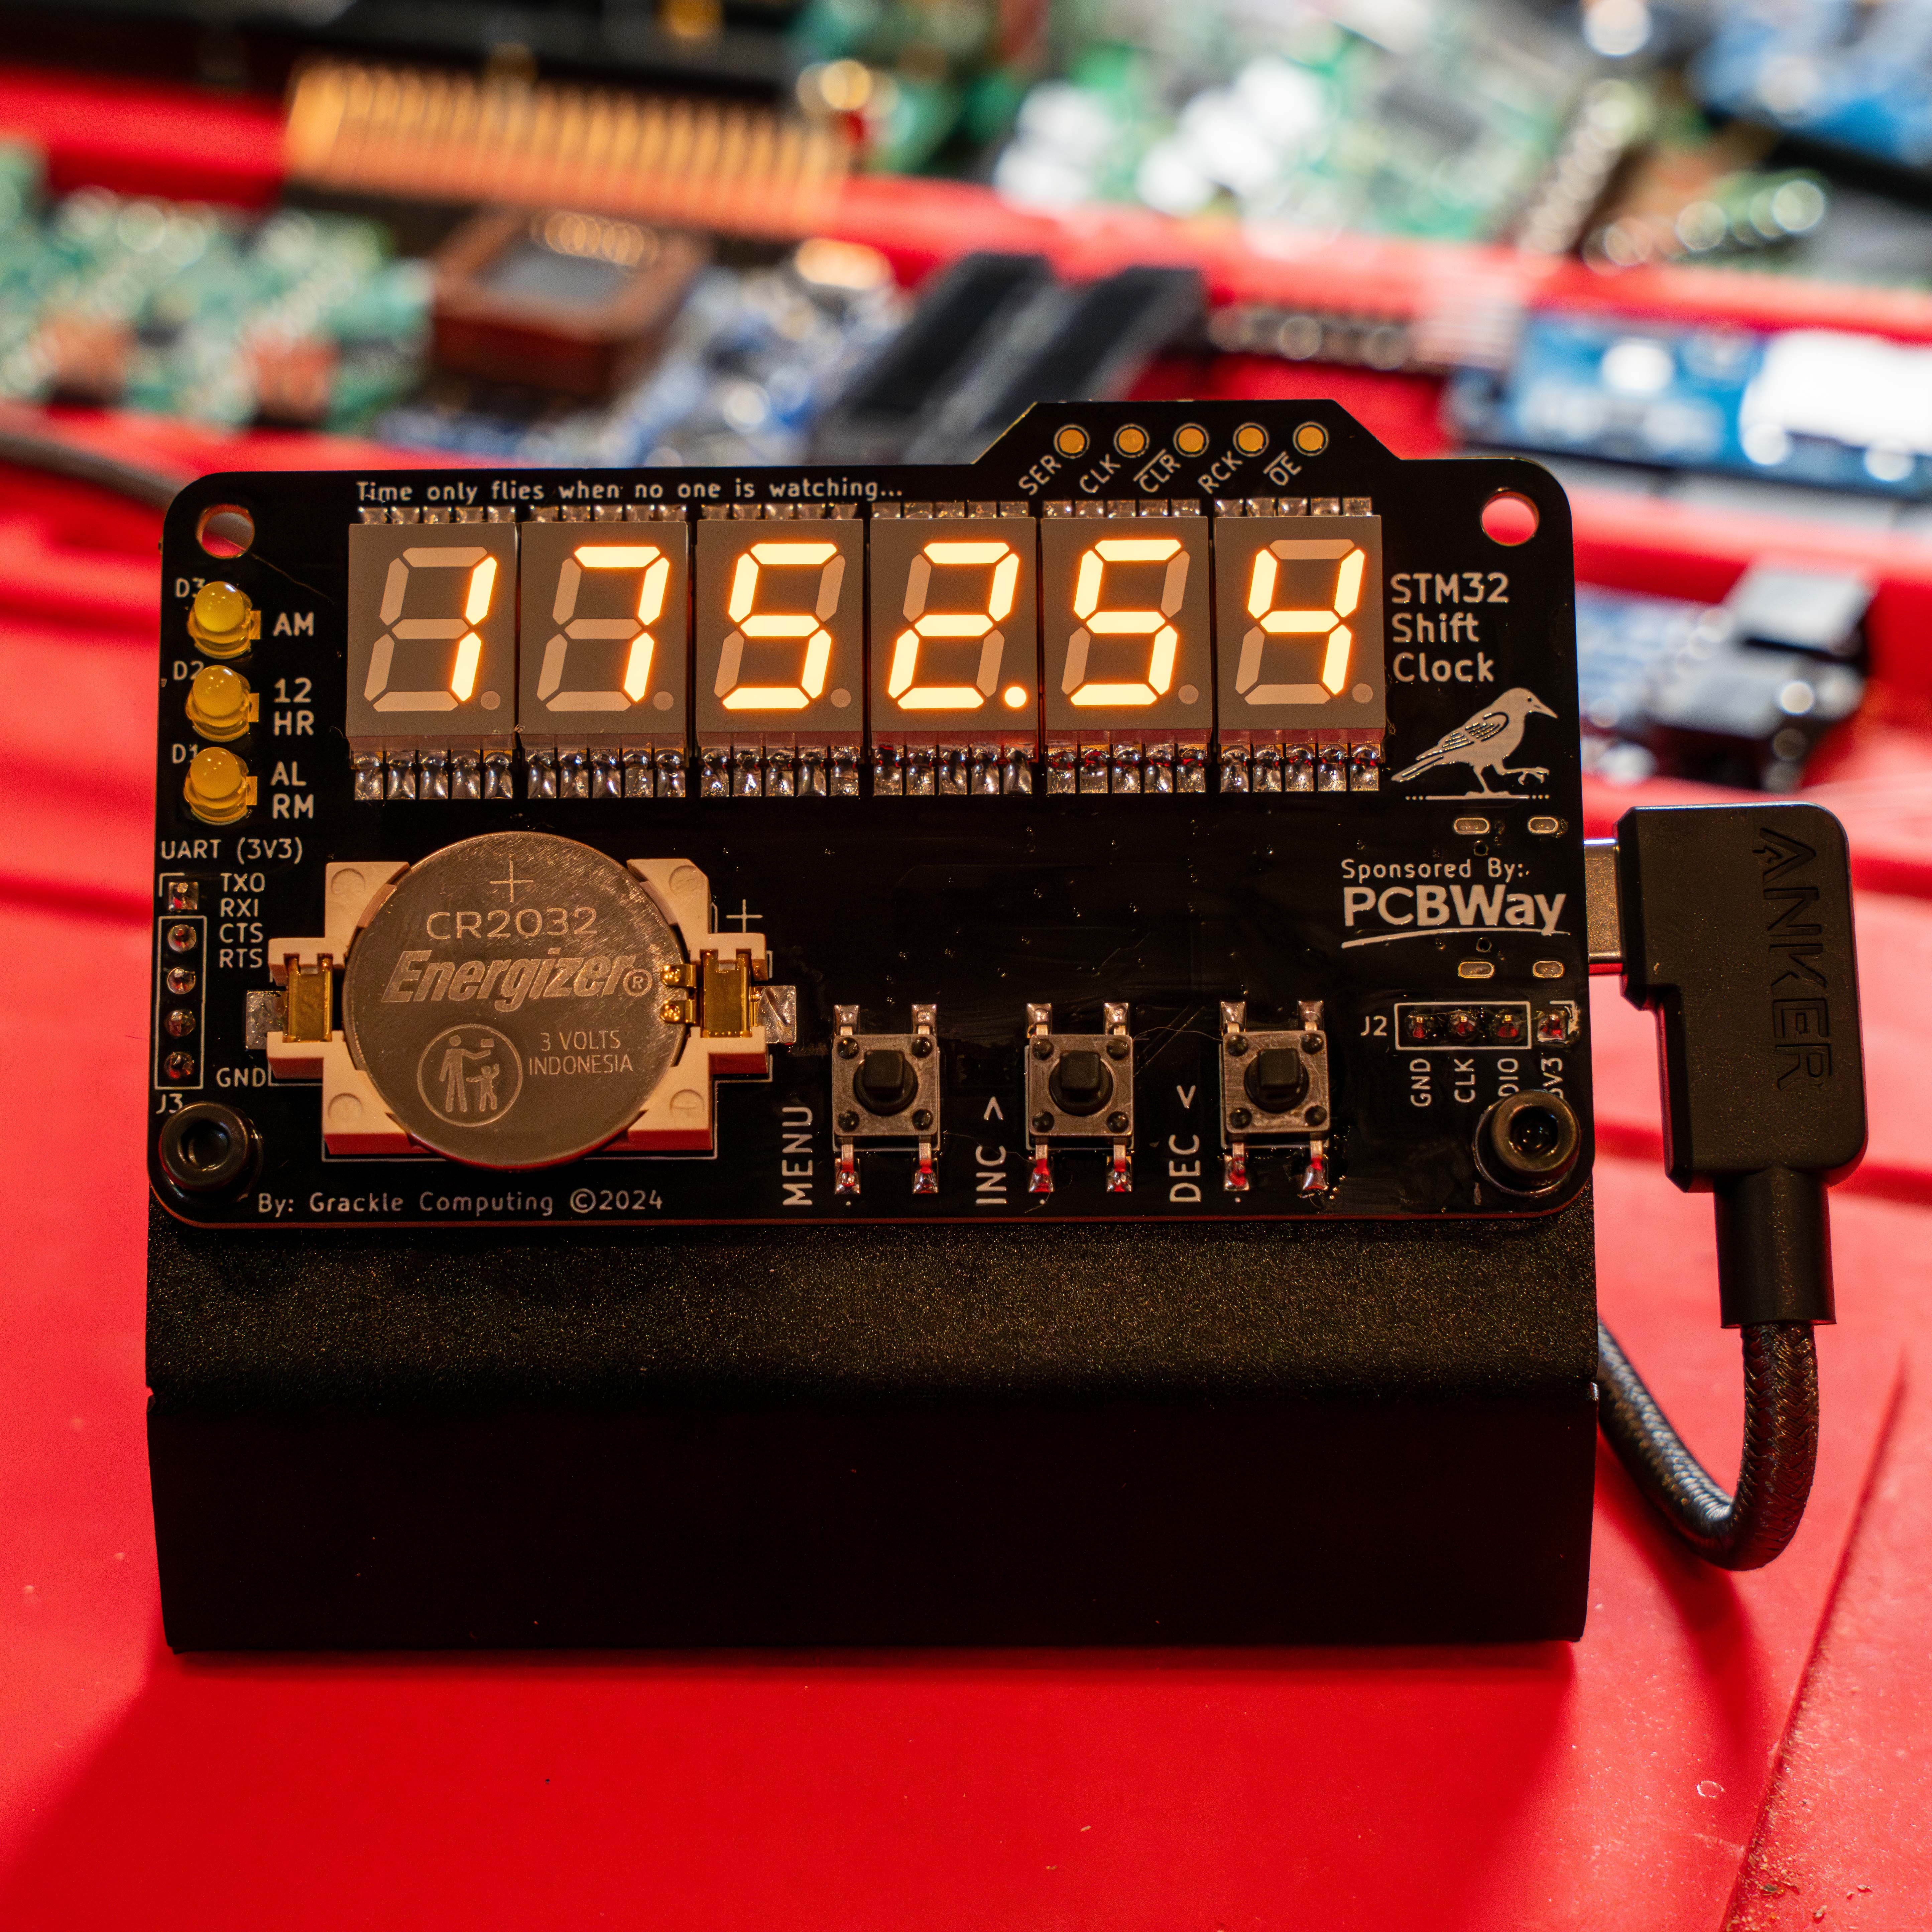 SER CLK CLR RCK OE
Time only flies when no one is watching...
D3
AM
D2
12
HR
D1
AL
RM
1752.54
STM32
Shift
Clock
UART (3V3)
TXO
RXI
CTS
RTS
GND
J3
+
CR2032
Energizer®
3 VOLTS
INDONESIA
+
Sponsored By:
PCBWay
ANKER
J2
GND
CLK
DIO
3V3
MENU
INC >
DEC <
By: Grackle Computing ©2024